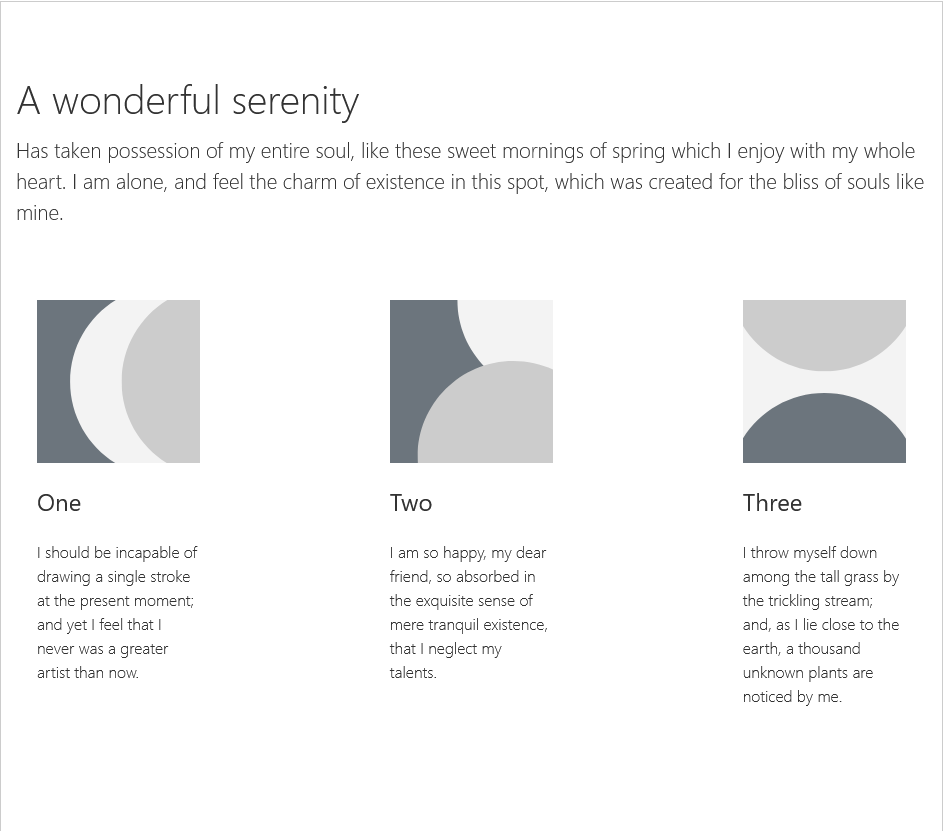 A wonderful serenity
Has taken possession of my entire soul, like these sweet mornings of spring which I enjoy with my whole
heart. I am alone, and feel the charm of existence in this spot, which was created for the bliss of souls like
mine.
One
I should be incapable of
drawing a single stroke
at the present moment;
and yet I feel that I
never was a greater
artist than now.
Two
I am so happy, my dear
friend, so absorbed in
the exquisite sense of
mere tranquil existence,
that I neglect my
talents.
Three
I throw myself down
among the tall grass by
the trickling stream;
and, as I lie close to the
earth, a thousand
unknown plants are
noticed by me.